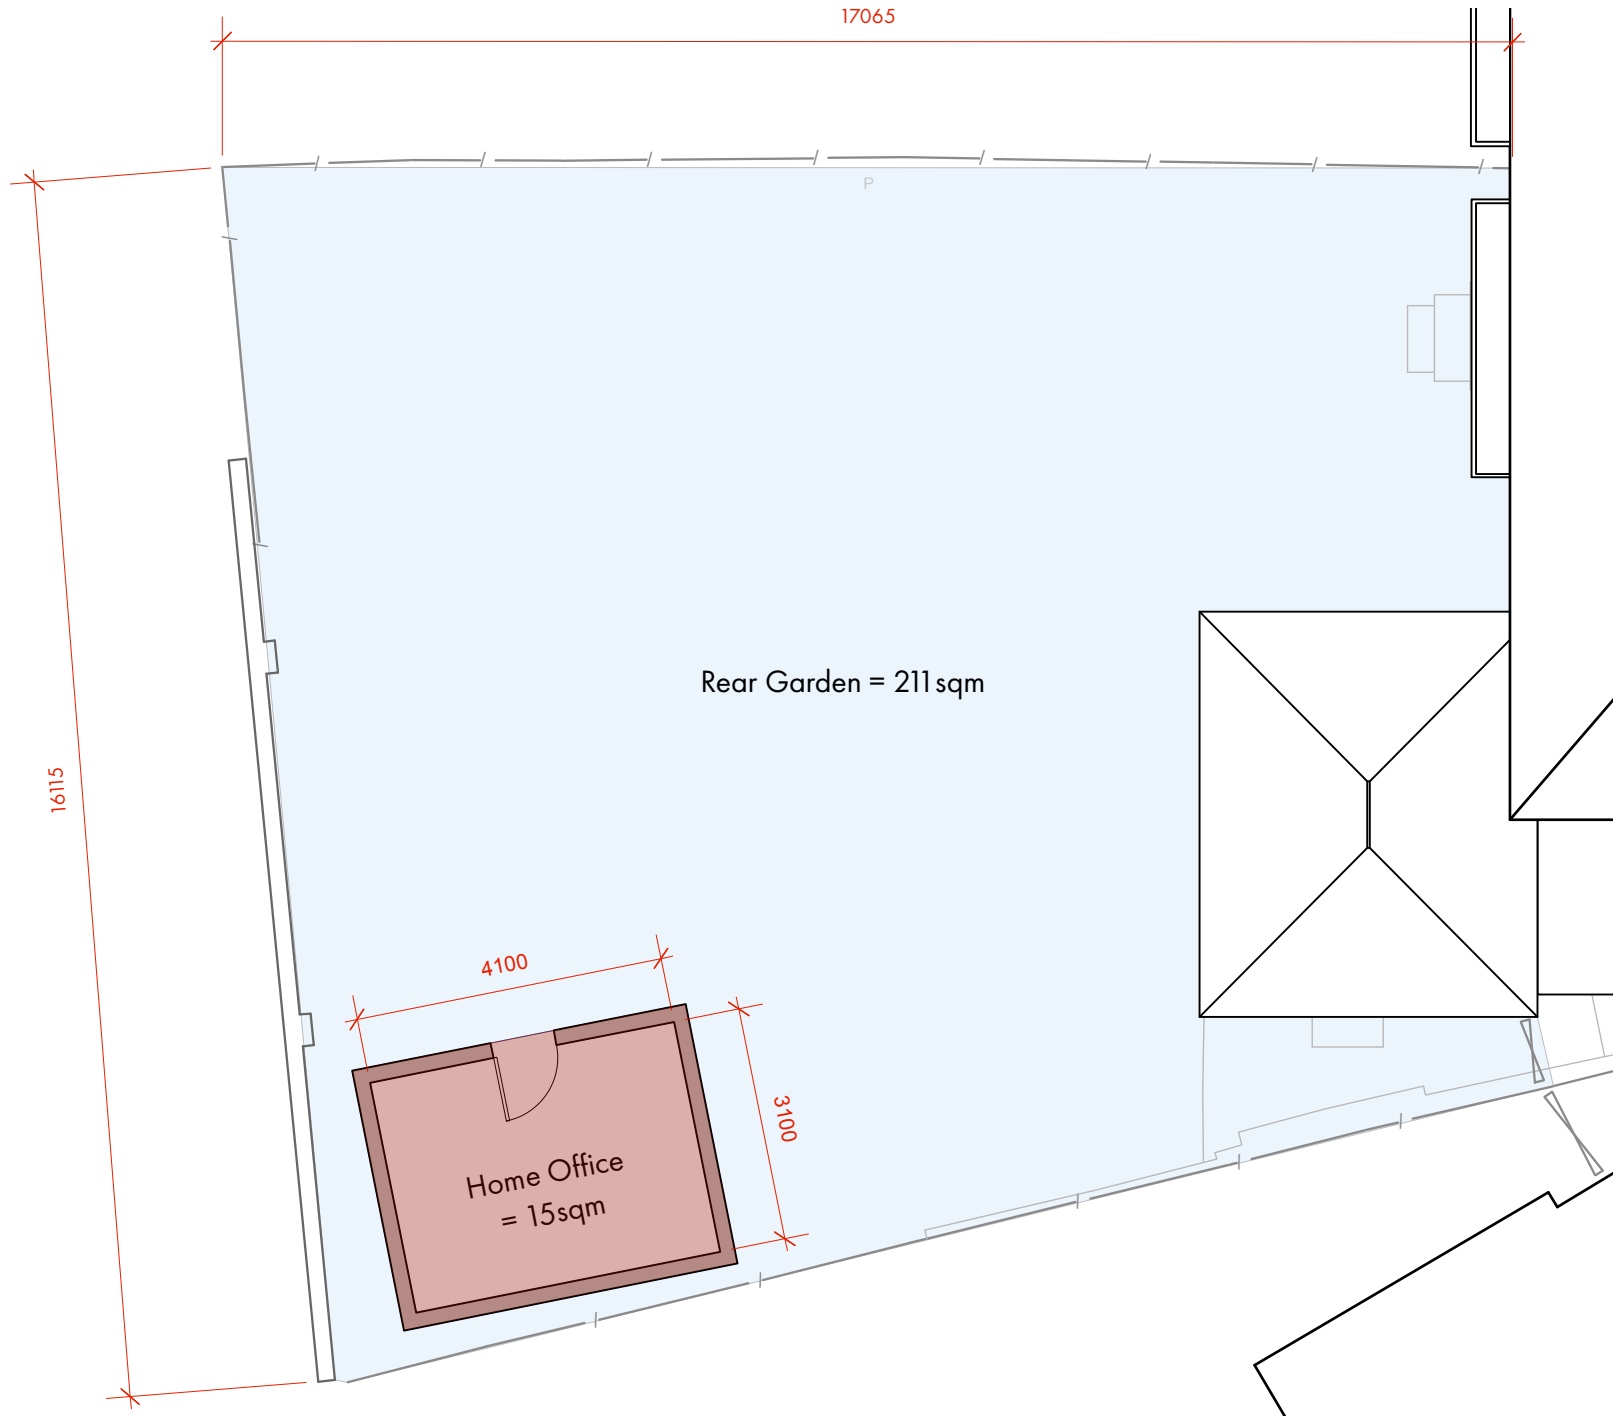 17065
P
Rear Garden = 211sqm
16115
4100
3100
Home Office
= 15sqm